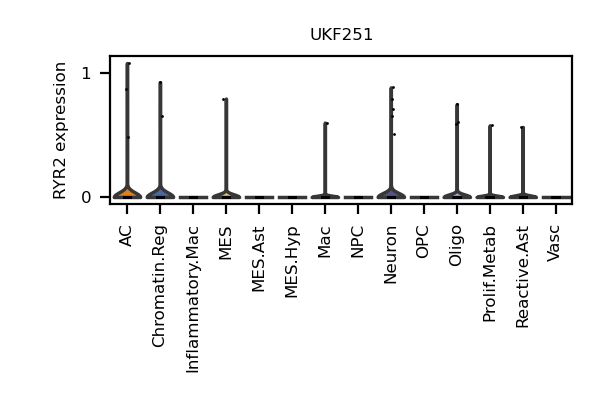 UKF251
RYR2 expression
1
0
AC
Chromatin.Reg
Inflammatory.Mac
MES
MES.Ast
MES.Hyp
Mac
NPC
Neuron
OPC
Oligo
Prolif.Metab
Reactive.Ast
Vasc